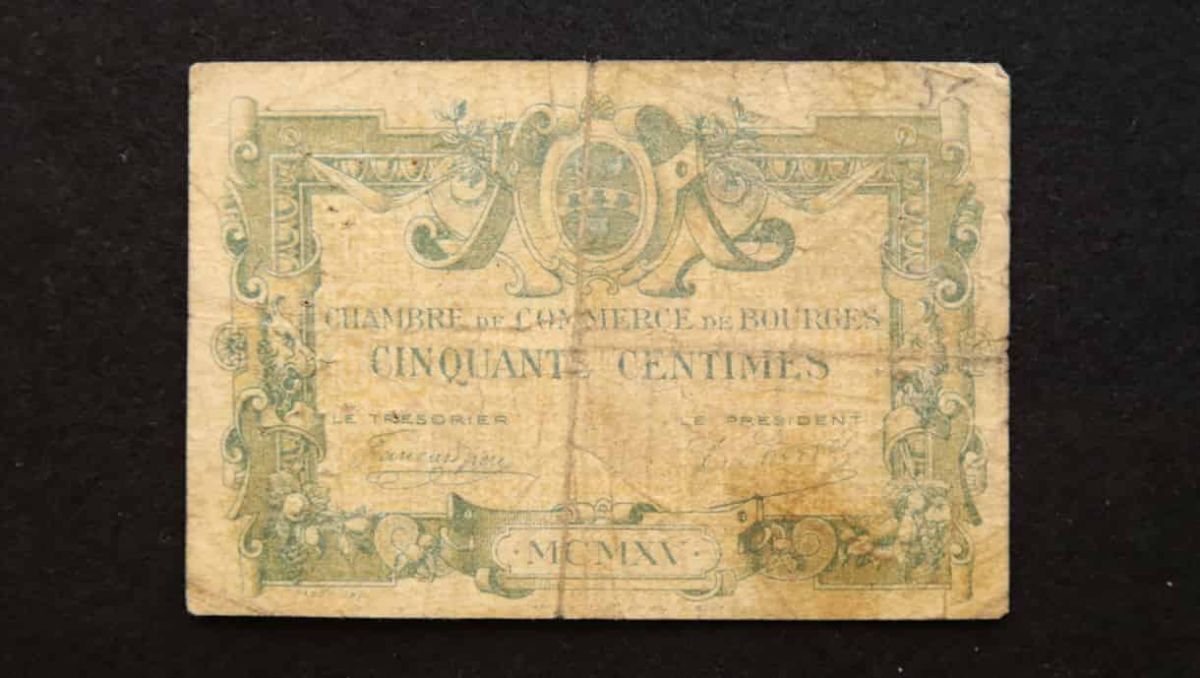 CHAMBRE DE COMMERCE DE BOURGES
CINQUANTE CENTIMES
LE TRESORIER LE PRESIDENT
· MCMXV ·